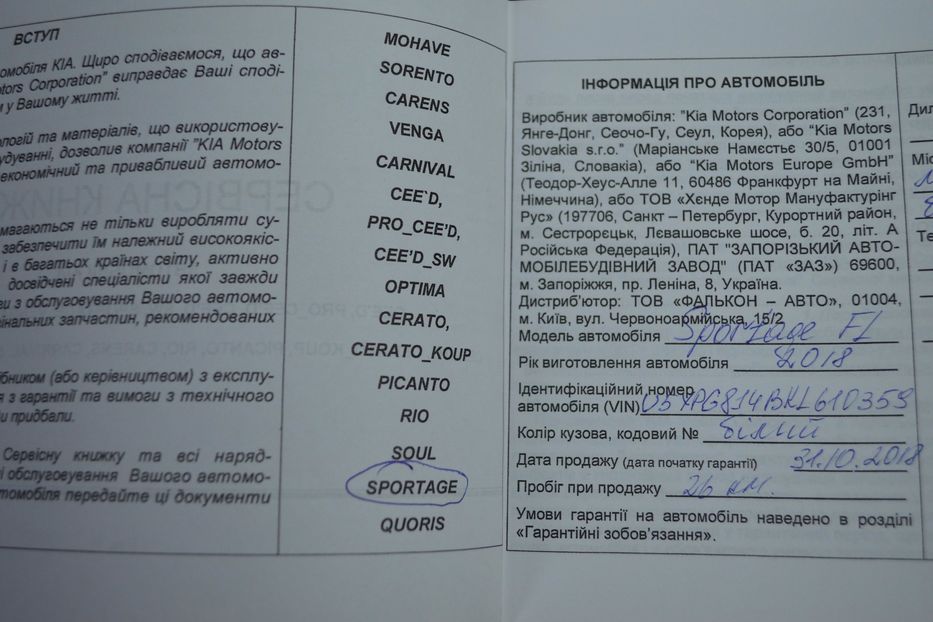 ВСТУП
омобіля KIA. Щиро сподіваємося, що ав-
otors Corporation" виправдає Ваші споді-
м у Вашому житті.
ологій та матеріалів, що використову-
удуванні, дозволив компанії "KIA Motors
економічний та привабливий автомо-
магаються не тільки виробляти су-
забезпечити їм належний високоякіс-
і в багатьох країнах світу, активно
досвідчені спеціалісти якої завжди
ги з обслуговування Вашого автомо-
інальних запчастин, рекомендованих
ібником (або керівництвом) з експлу-
я з гарантії та вимоги з технічного
и придбали.
Сервісну книжку та всі наряд-
і обслуговування Вашого автомо-
томобіля передайте ці документи
MOHAVE
SORENTO
CARENS
VENGA
CARNIVAL
CEE`D,
PRO_CEE'D,
CEE'D_SW
OPTIMA
CERATO,
CERATO_KOUP
PICANTO
RIO
SOUL
SPORTAGE
QUORIS
ІНФОРМАЦІЯ ПРО АВТОМОБІЛЬ
Виробник автомобіля: "Kia Motors Corporation" (231,
Янге-Донг, Сеочо-Гу, Сеул, Корея), або "Kia Motors
Slovakia s.r.o." (Маріанське Намєстьє 30/5, 01001
Зіліна, Словакія), або "Kia Motors Europe GmbH"
(Теодор-Хеус-Алле 11, 60486 Франкфурт на Майні,
Німеччина), або ТОВ «Хєнде Мотор Мануфактурінг
Рус» (197706, Санкт – Петербург, Курортний район,
м. Сестрорєцьк, Лєвашовське шосе, б. 20, літ. А
Російська Федерація), ПАТ "ЗАПОРІЗЬКИЙ АВТО-
МОБІЛЕБУДІВНИЙ ЗАВОД" (ПАТ «ЗАЗ») 69600,
м. Запоріжжя, пр. Леніна, 8, Україна.
Дистриб'ютор: ТОВ «ФАЛЬКОН – АВТО», 01004,
м. Київ, вул. Червоноармійська, 15/2
Модель автомобіля Sportage FL
Рік виготовлення автомобіля 2018
Ідентифікаційний номер
автомобіля (VIN)
Колір кузова, кодовий № білий
Дата продажу (дата початку гарантії) 31.10.2018
Пробіг при продажу 26 км.
Умови гарантії на автомобіль наведено в розділі
«Гарантійні зобов'язання».